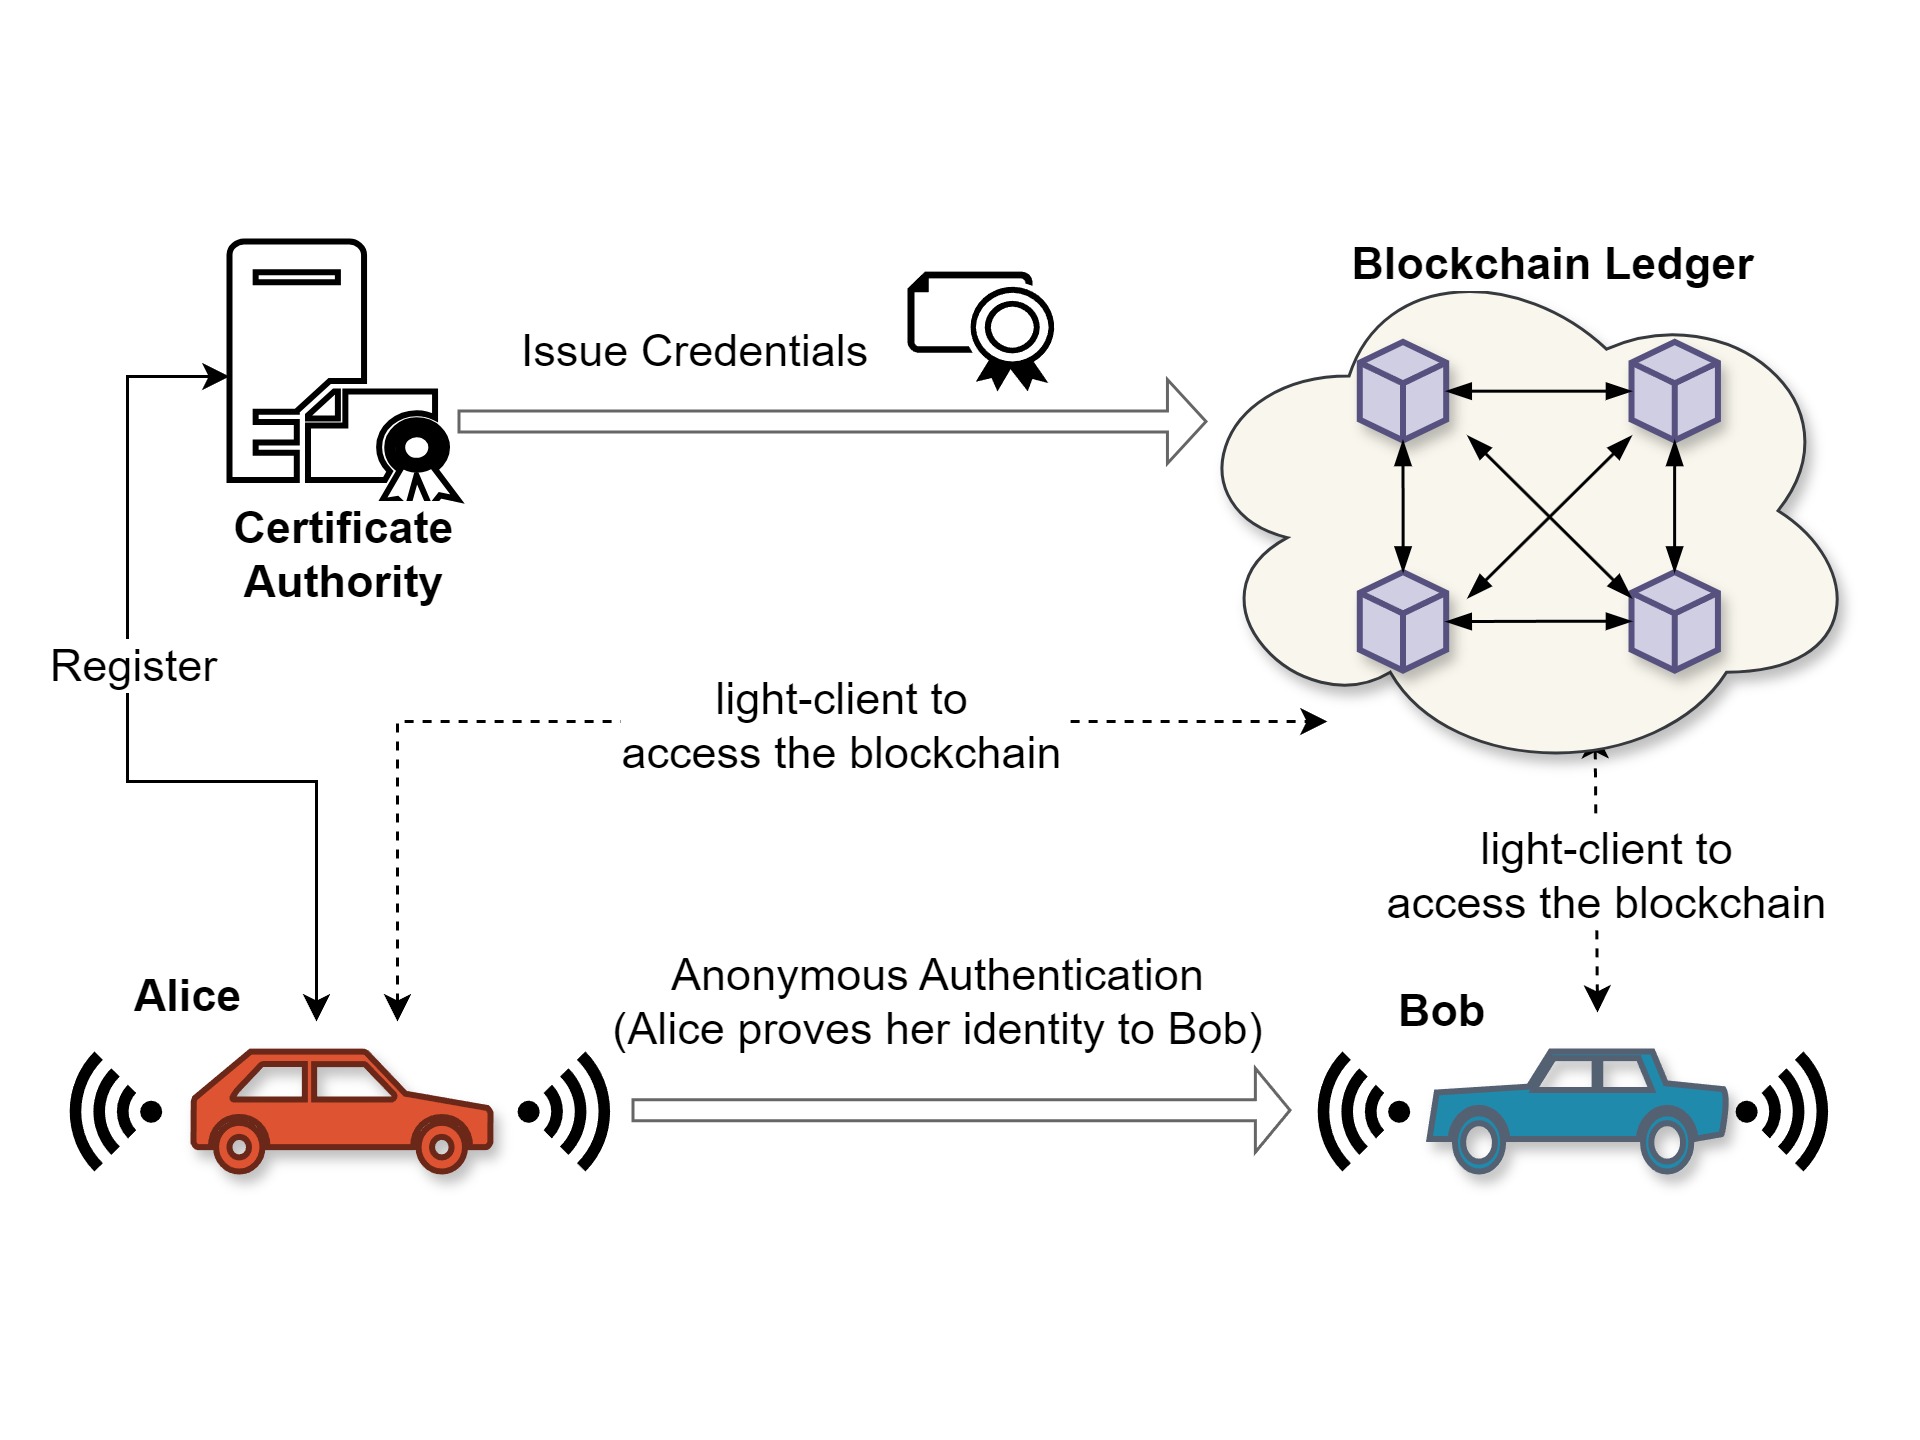 Blockchain Ledger
Issue Credentials
Certificate
Authority
Register
light-client to
access the blockchain
light-client to
access the blockchain
Alice
Anonymous Authentication
(Alice proves her identity to Bob)
Bob